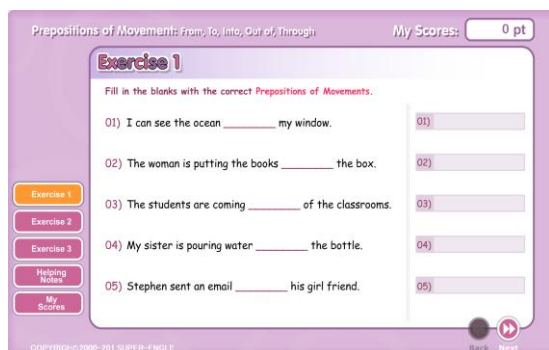 Prepositions of Movement: From, To, Into, Out of, Through
My Scores: 0 pt
Exercise 1
Fill in the blanks with the correct Prepositions of Movements.
01) I can see the ocean ________ my window.
01)
02) The woman is putting the books ________ the box.
02)
03) The students are coming ________ of the classrooms.
03)
04) My sister is pouring water ________ the bottle.
04)
05) Stephen sent an email ________ his girl friend.
05)
Exercise 1
Exercise 2
Exercise 3
Helping
Notes
My
Scores
Back Next